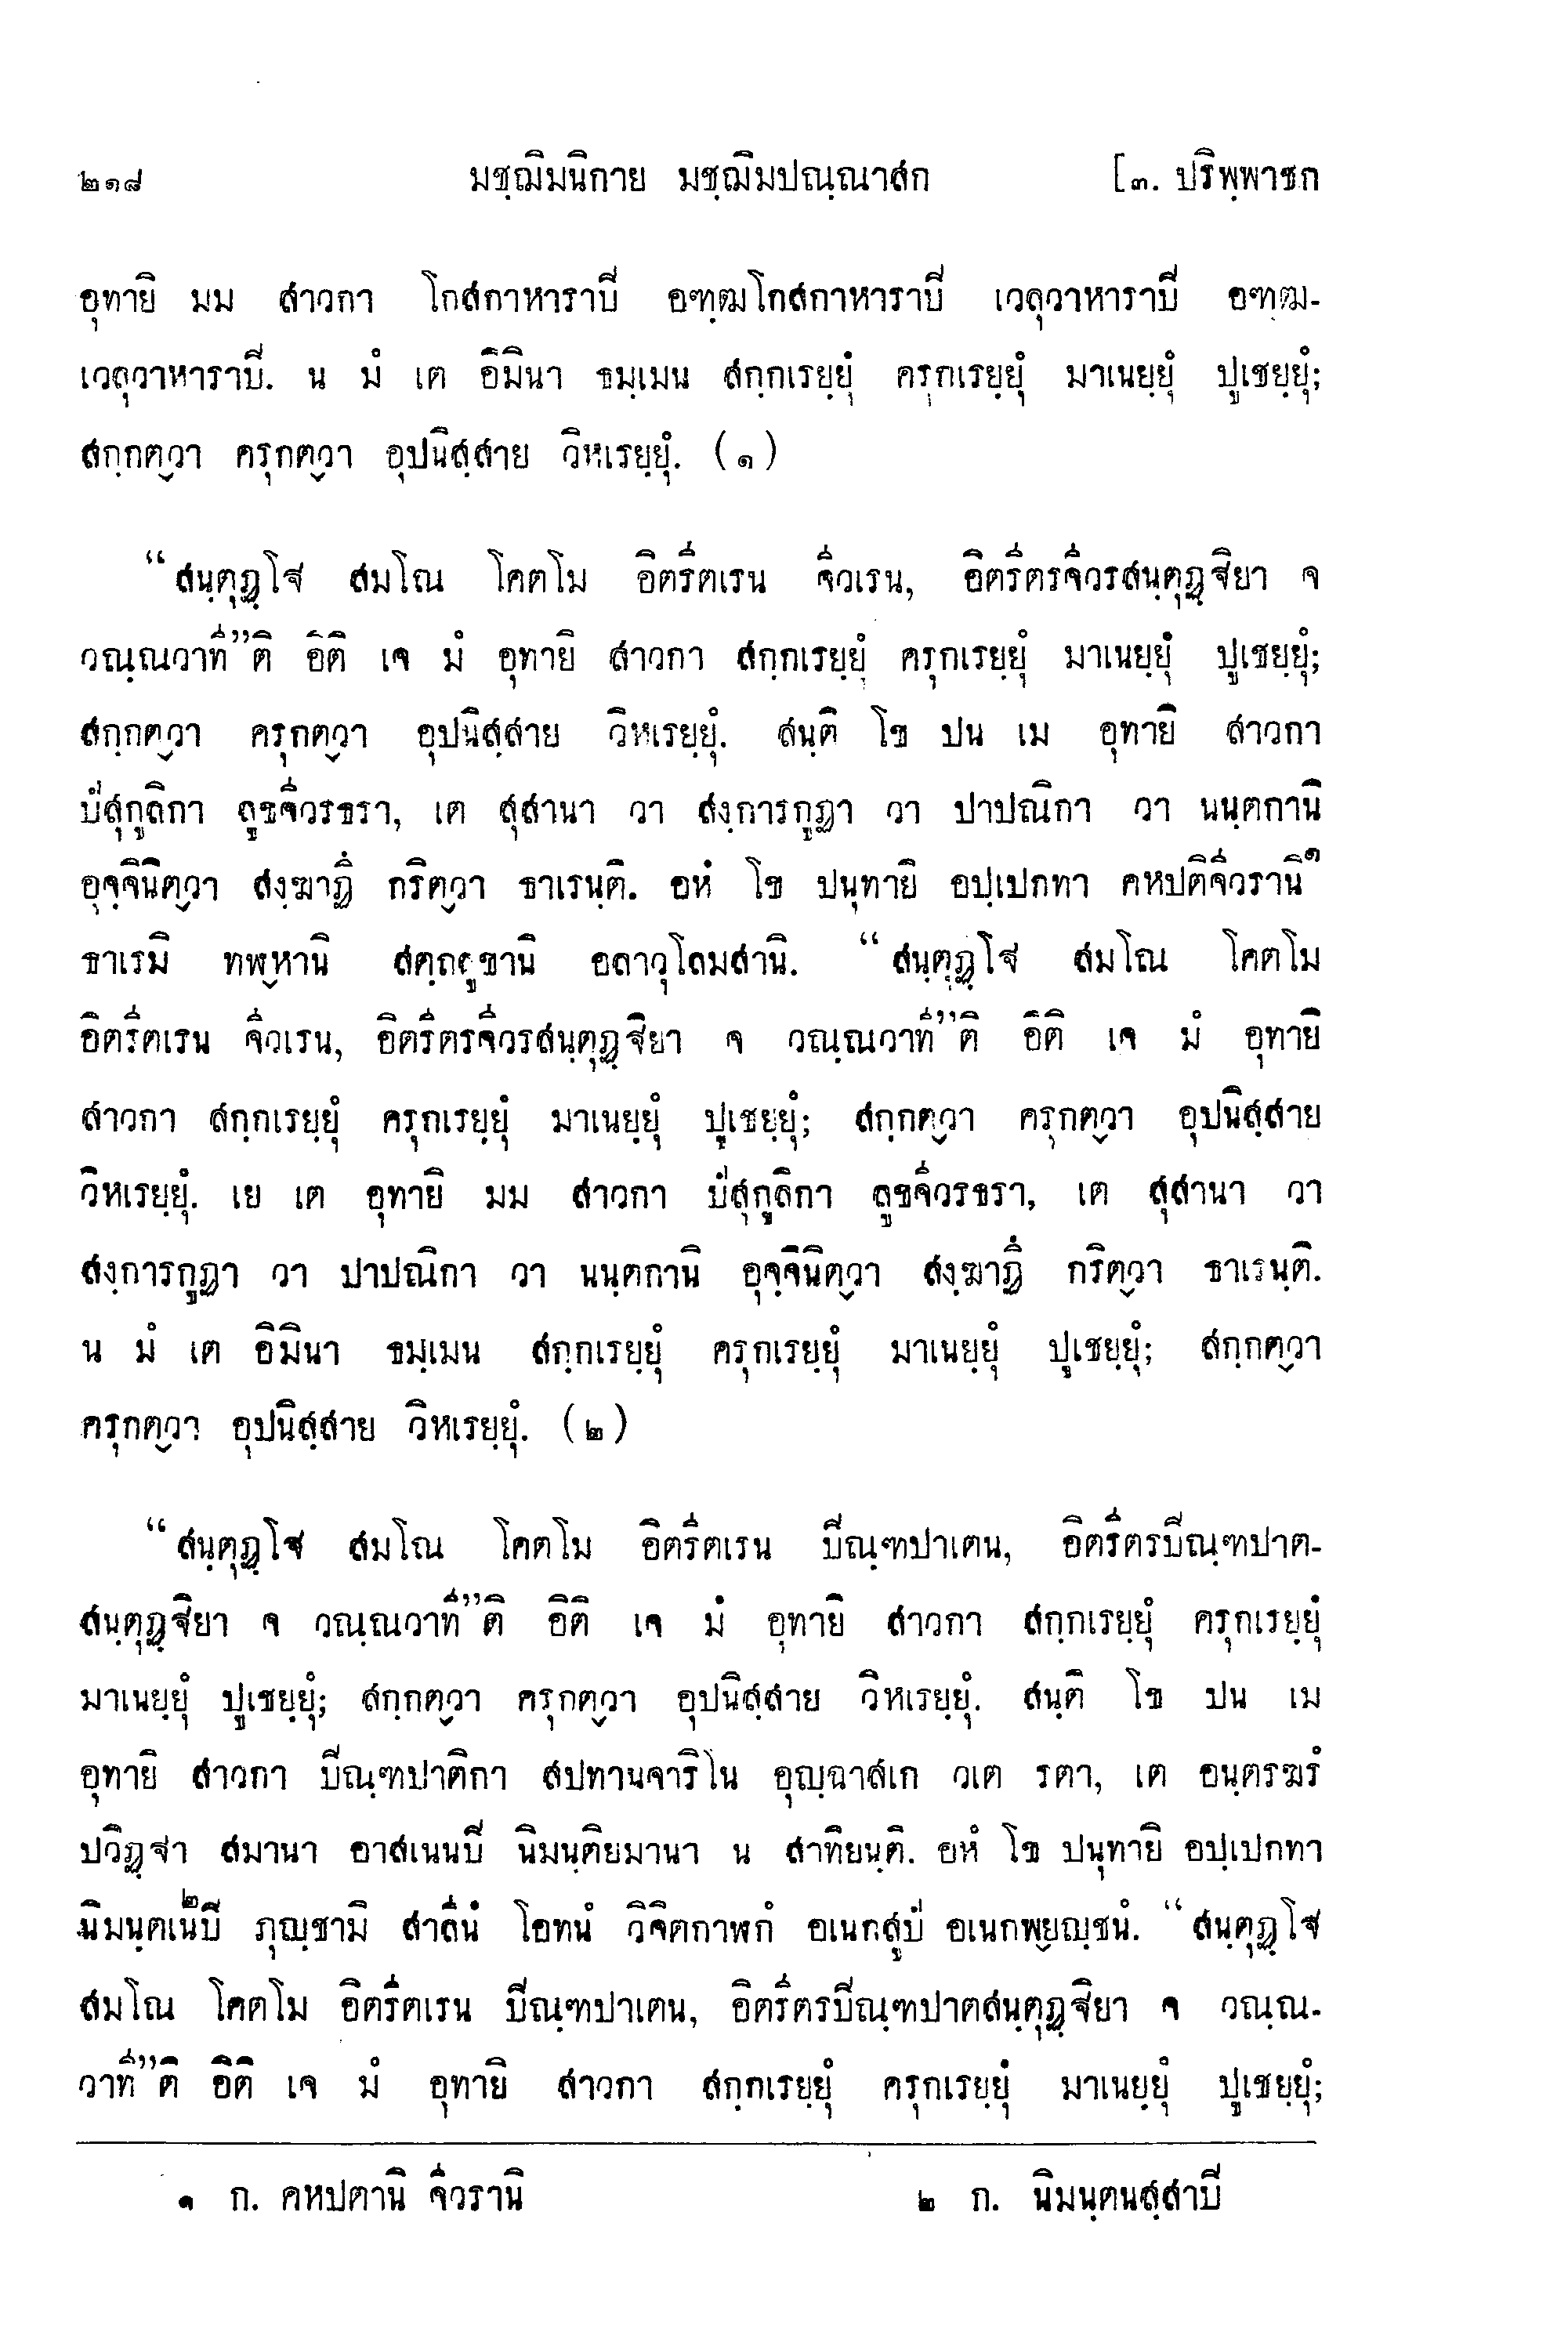 ๒๑๘ มชฺฌิมนิกาย มชฺฌิมปณฺณาสก [๓. ปริพฺพาชก
อุทายิ มม สาวกา โกสกาหาราปิ อฑฺฒโกสกาหาราปิ เวลุวาหาราปิ อฑฺฒ-
เวลุวาหาราปิ. น มํ เต อิมินา ธมฺเมน สกฺกเรยฺยุํ ครุกเรยฺยุํ มาเนยฺยุํ ปูเชยฺยุํ;
สกฺกตฺวา ครุกตฺวา อุปนิสฺสาย วิหเรยฺยุํ. (๑)
“สนฺตุฏฺโฐ สมโณ โคตโม อิตรีตเรน จีวเรน, อิตรีตรจีวรสนฺตุฏฺฐิยา จ
วณฺณวาที”ติ อิติ เจ มํ อุทายิ สาวกา สกฺกเรยฺยุํ ครุกเรยฺยุํ มาเนยฺยุํ ปูเชยฺยุํ;
สกฺกตฺวา ครุกตฺวา อุปนิสฺสาย วิหเรยฺยุํ. สนฺติ โข ปน เม อุทายิ สาวกา
ปํสุกูลิกา ลูขจีวรธรา, เต สุสานา วา สงฺการกูฏา วา ปาปณิกา วา นนฺตกานิ
อุจฺจินิตฺวา สงฺฆาฏึ กริตฺวา ธาเรนฺติ. อหํ โข ปนุทายิ อปฺเปกทา คหปติจีวรานิ๑
ธาเรมิ ทฬฺหานิ สตฺถลูขานิ อลาวุโลมสานิ. “สนฺตุฏฺโฐ สมโณ โคตโม
อิตรีตเรน จีวเรน, อิตรีตรจีวรสนฺตุฏฺฐิยา จ วณฺณวาที”ติ อิติ เจ มํ อุทายิ
สาวกา สกฺกเรยฺยุํ ครุกเรยฺยุํ มาเนยฺยุํ ปูเชยฺยุํ; สกฺกตฺวา ครุกตฺวา อุปนิสฺสาย
วิหเรยฺยุํ. เย เต อุทายิ มม สาวกา ปํสุกูลิกา ลูขจีวรธรา, เต สุสานา วา
สงฺการกูฏา วา ปาปณิกา วา นนฺตกานิ อุจฺจินิตฺวา สงฺฆาฏึ กริตฺวา ธาเรนฺติ.
น มํ เต อิมินา ธมฺเมน สกฺกเรยฺยุํ ครุกเรยฺยุํ มาเนยฺยุํ ปูเชยฺยุํ; สกฺกตฺวา
ครุกตฺวา อุปนิสฺสาย วิหเรยฺยุํ. (๒)
“สนฺตุฏฺโฐ สมโณ โคตโม อิตรีตเรน ปิณฺฑปาเตน, อิตรีตรปิณฺฑปาต-
สนฺตุฏฺฐิยา จ วณฺณวาที”ติ อิติ เจ มํ อุทายิ สาวกา สกฺกเรยฺยุํ ครุกเรยฺยุํ
มาเนยฺยุํ ปูเชยฺยุํ; สกฺกตฺวา ครุกตฺวา อุปนิสฺสาย วิหเรยฺยุํ. สนฺติ โข ปน เม
อุทายิ สาวกา ปิณฺฑปาติกา สปทานจาริโน อุญฺฉาสเก วเต รตา, เต อนฺตรฆรํ
ปวิฏฺฐา สมานา อาสเนนปิ นิมนฺติยมานา น สาทิยนฺติ. อหํ โข ปนุทายิ อปฺเปกทา
นิมนฺตเนปิ๒ ภุญฺชามิ สาลีนํ โอทนํ วิจิตกาฬกํ อเนกสูปํ อเนกพฺยญฺชนํ. “สนฺตุฏฺโฐ
สมโณ โคตโม อิตรีตเรน ปิณฺฑปาเตน, อิตรีตรปิณฺฑปาตสนฺตุฏฺฐิยา จ วณฺณ-
วาที”ติ อิติ เจ มํ อุทายิ สาวกา สกฺกเรยฺยุํ ครุกเรยฺยุํ มาเนยฺยุํ ปูเชยฺยุํ;
๑ ก. คหปตานิ จีวรานิ ๒ ก. นิมนฺตนสฺสาปิ